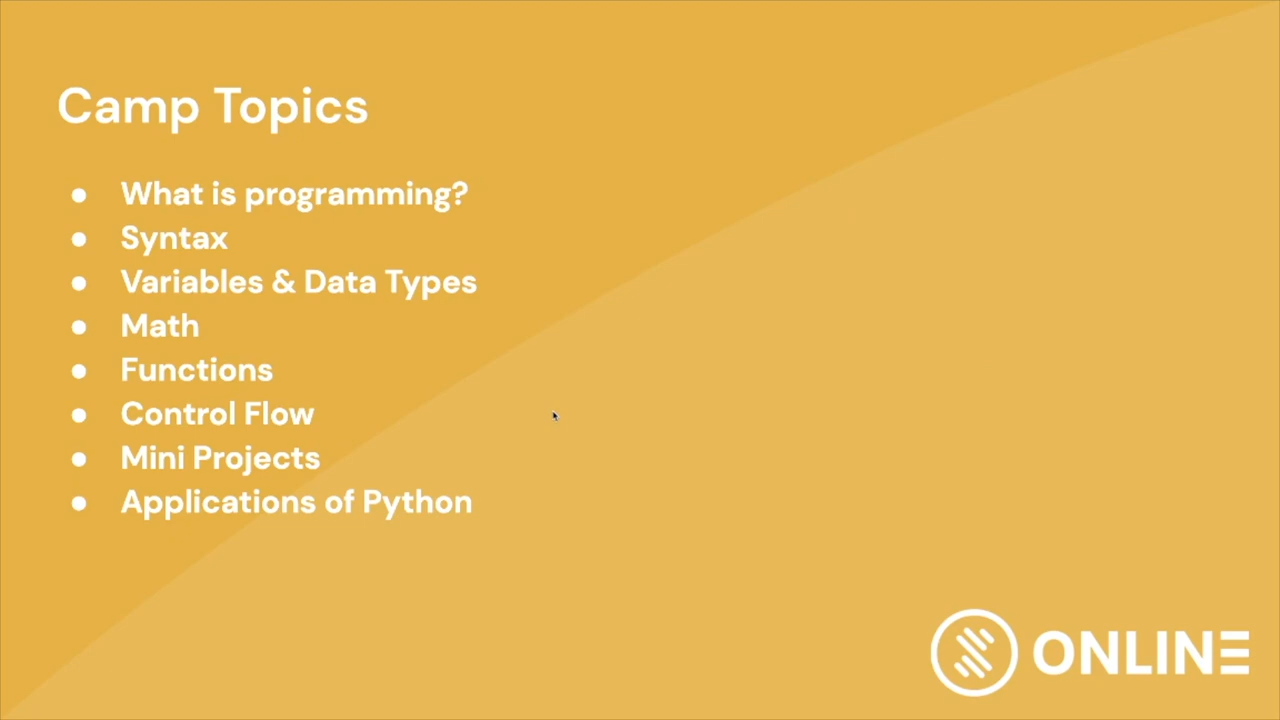 Camp Topics
● What is programming?
● Syntax
● Variables & Data Types
● Math
● Functions
● Control Flow
● Mini Projects
● Applications of Python
ONLINE